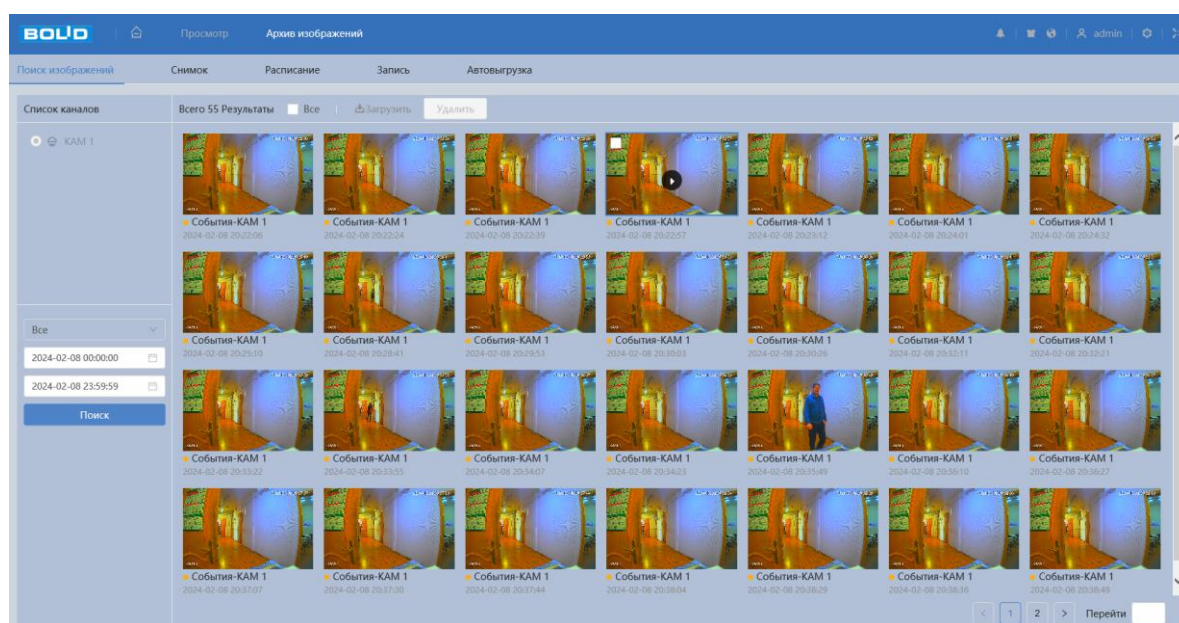 BOLID Просмотр Архив изображений admin
Поиск изображений Снимок Расписание Запись Автовыгрузка
Список каналов Всего 55 Результаты Все Загрузить Удалить
КАМ 1
События-КАМ 1 События-КАМ 1 События-КАМ 1 События-КАМ 1 События-КАМ 1 События-КАМ 1 События-КАМ 1
2024-02-08 20:22:06 2024-02-08 20:22:24 2024-02-08 20:22:39 2024-02-08 20:22:57 2024-02-08 20:23:12 2024-02-08 20:24:01 2024-02-08 20:24:32
Все
События-КАМ 1 События-КАМ 1 События-КАМ 1 События-КАМ 1 События-КАМ 1 События-КАМ 1 События-КАМ 1
2024-02-08 20:25:10 2024-02-08 20:28:41 2024-02-08 20:29:53 2024-02-08 20:30:03 2024-02-08 20:30:26 2024-02-08 20:32:11 2024-02-08 20:32:21
2024-02-08 00:00:00
2024-02-08 23:59:59
Поиск
События-КАМ 1 События-КАМ 1 События-КАМ 1 События-КАМ 1 События-КАМ 1 События-КАМ 1 События-КАМ 1
2024-02-08 20:33:22 2024-02-08 20:33:55 2024-02-08 20:34:07 2024-02-08 20:34:23 2024-02-08 20:35:49 2024-02-08 20:36:10 2024-02-08 20:36:27
События-КАМ 1 События-КАМ 1 События-КАМ 1 События-КАМ 1 События-КАМ 1 События-КАМ 1 События-КАМ 1
2024-02-08 20:37:07 2024-02-08 20:37:30 2024-02-08 20:37:44 2024-02-08 20:38:04 2024-02-08 20:38:29 2024-02-08 20:38:36 2024-02-08 20:38:49
< 1 2 > Перейти